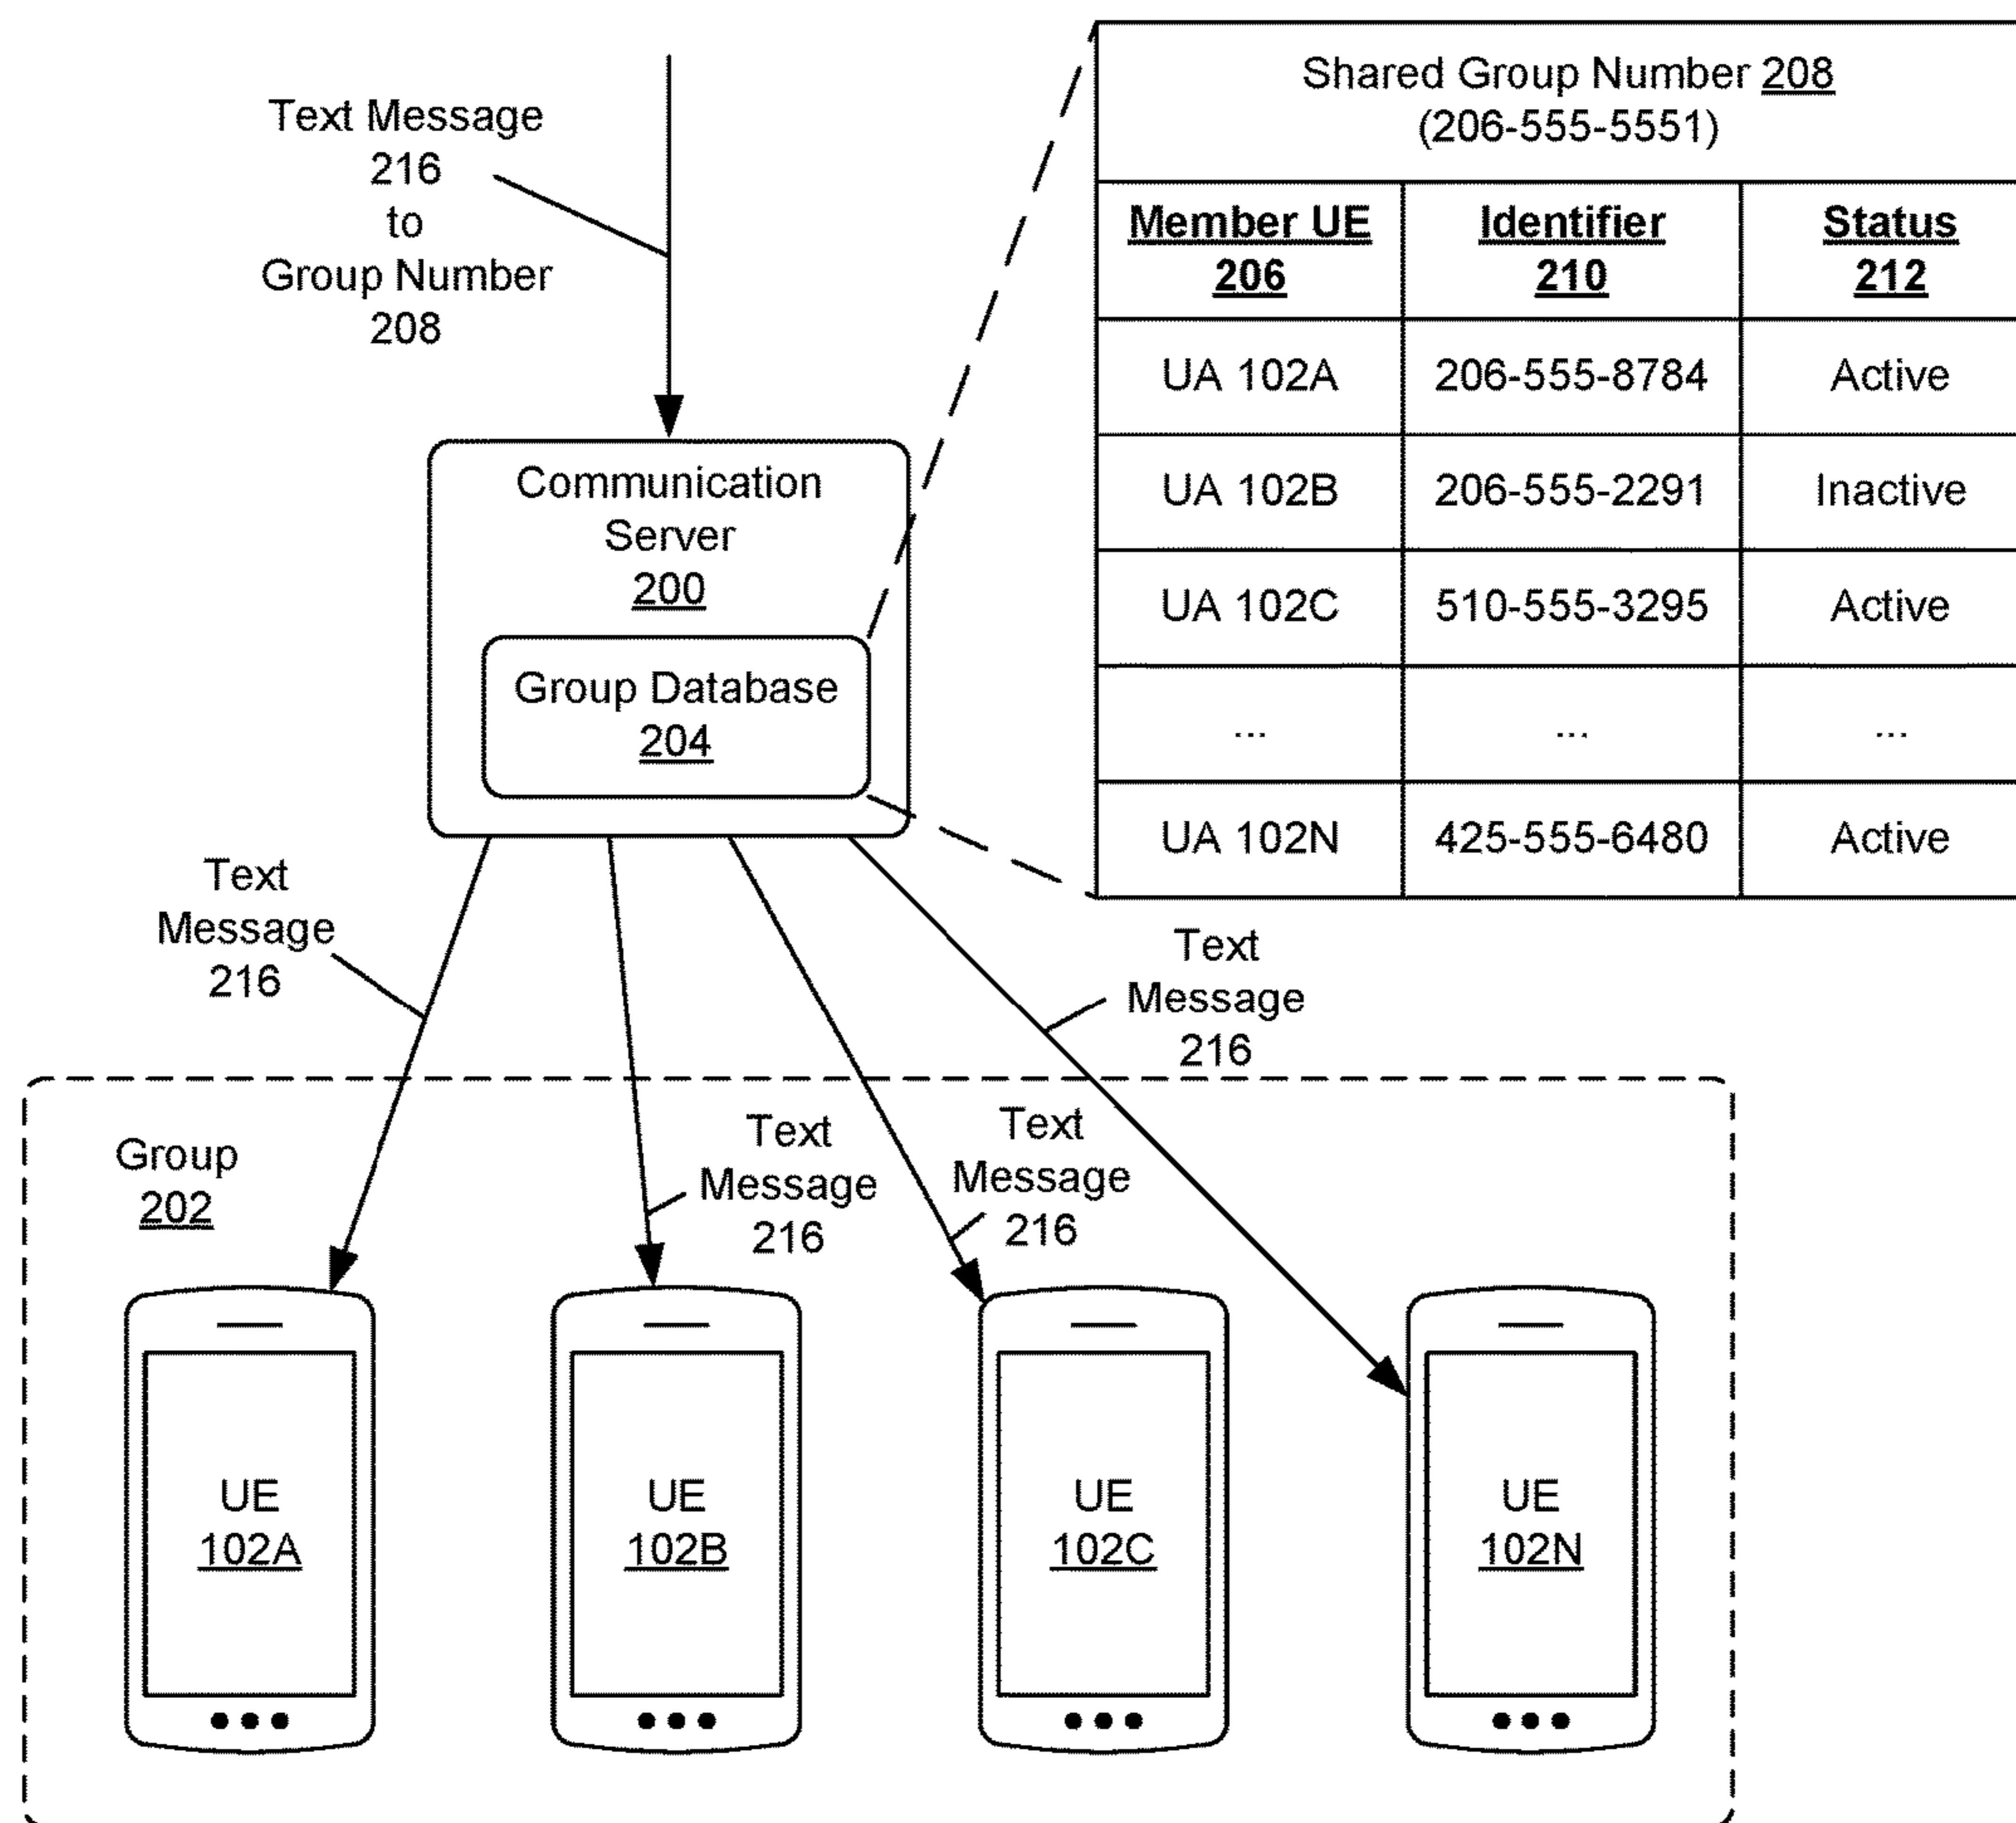 Text Message
216
to
Group Number
208
Shared Group Number 208
(206-555-5551)
Member UE
206
Identifier
210
Status
212
UA 102A
206-555-8784
Active
UA 102B
206-555-2291
Inactive
UA 102C
510-555-3295
Active
...
...
...
UA 102N
425-555-6480
Active
Communication
Server
200
Group Database
204
Text
Message
216
Text
Message
216
Text
Message
216
Text
Message
216
Group
202
UE
102A
UE
102B
UE
102C
UE
102N